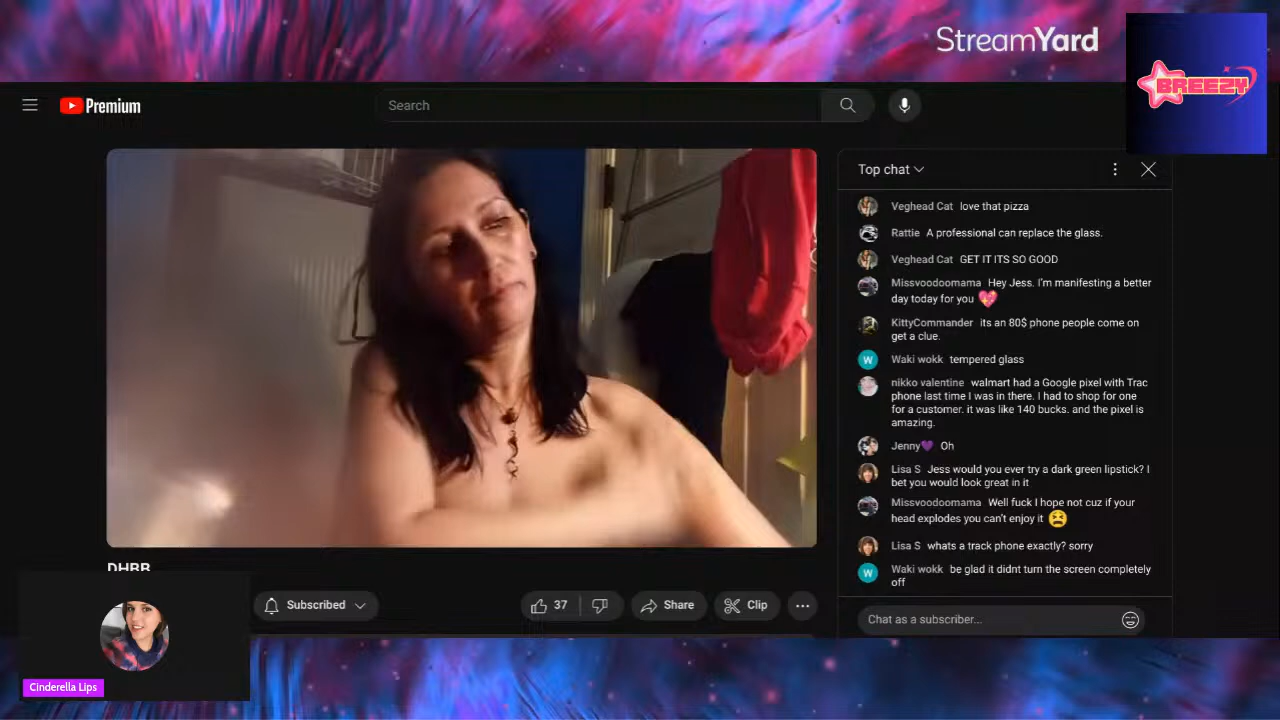 StreamYard
BREEZY
Premium
Search
Top chat
Veghead Cat love that pizza
Rattie A professional can replace the glass.
Veghead Cat GET IT ITS SO GOOD
Missvoodoomama Hey Jess. I'm manifesting a better
day today for you 💖
KittyCommander its an 80$ phone people come on
get a clue.
W Waki wokk tempered glass
nikko valentine walmart had a Google pixel with Trac
phone last time I was in there. I had to shop for one
for a customer. it was like 140 bucks. and the pixel is
amazing.
Jenny💜 Oh
Lisa S Jess would you ever try a dark green lipstick? I
bet you would look great in it
Missvoodoomama Well fuck I hope not cuz if your
head explodes you can't enjoy it 😫
Lisa S whats a track phone exactly? sorry
W Waki wokk be glad it didnt turn the screen completely
off
Chat as a subscriber...
DHRB
Subscribed
37
Share
Clip
Cinderella Lips